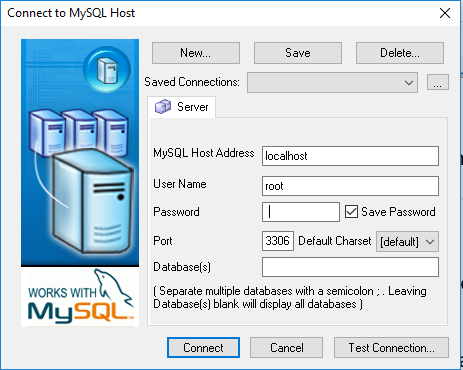 Connect to MySQL Host
New...
Save
Delete...
Saved Connections:
...
Server
MySQL Host Address
localhost
User Name
root
Password
Save Password
Port
3306
Default Charset
[default]
Database(s)
( Separate multiple databases with a semicolon ; . Leaving
Database(s) blank will display all databases )
WORKS WITH
MySQL™
Connect
Cancel
Test Connection...